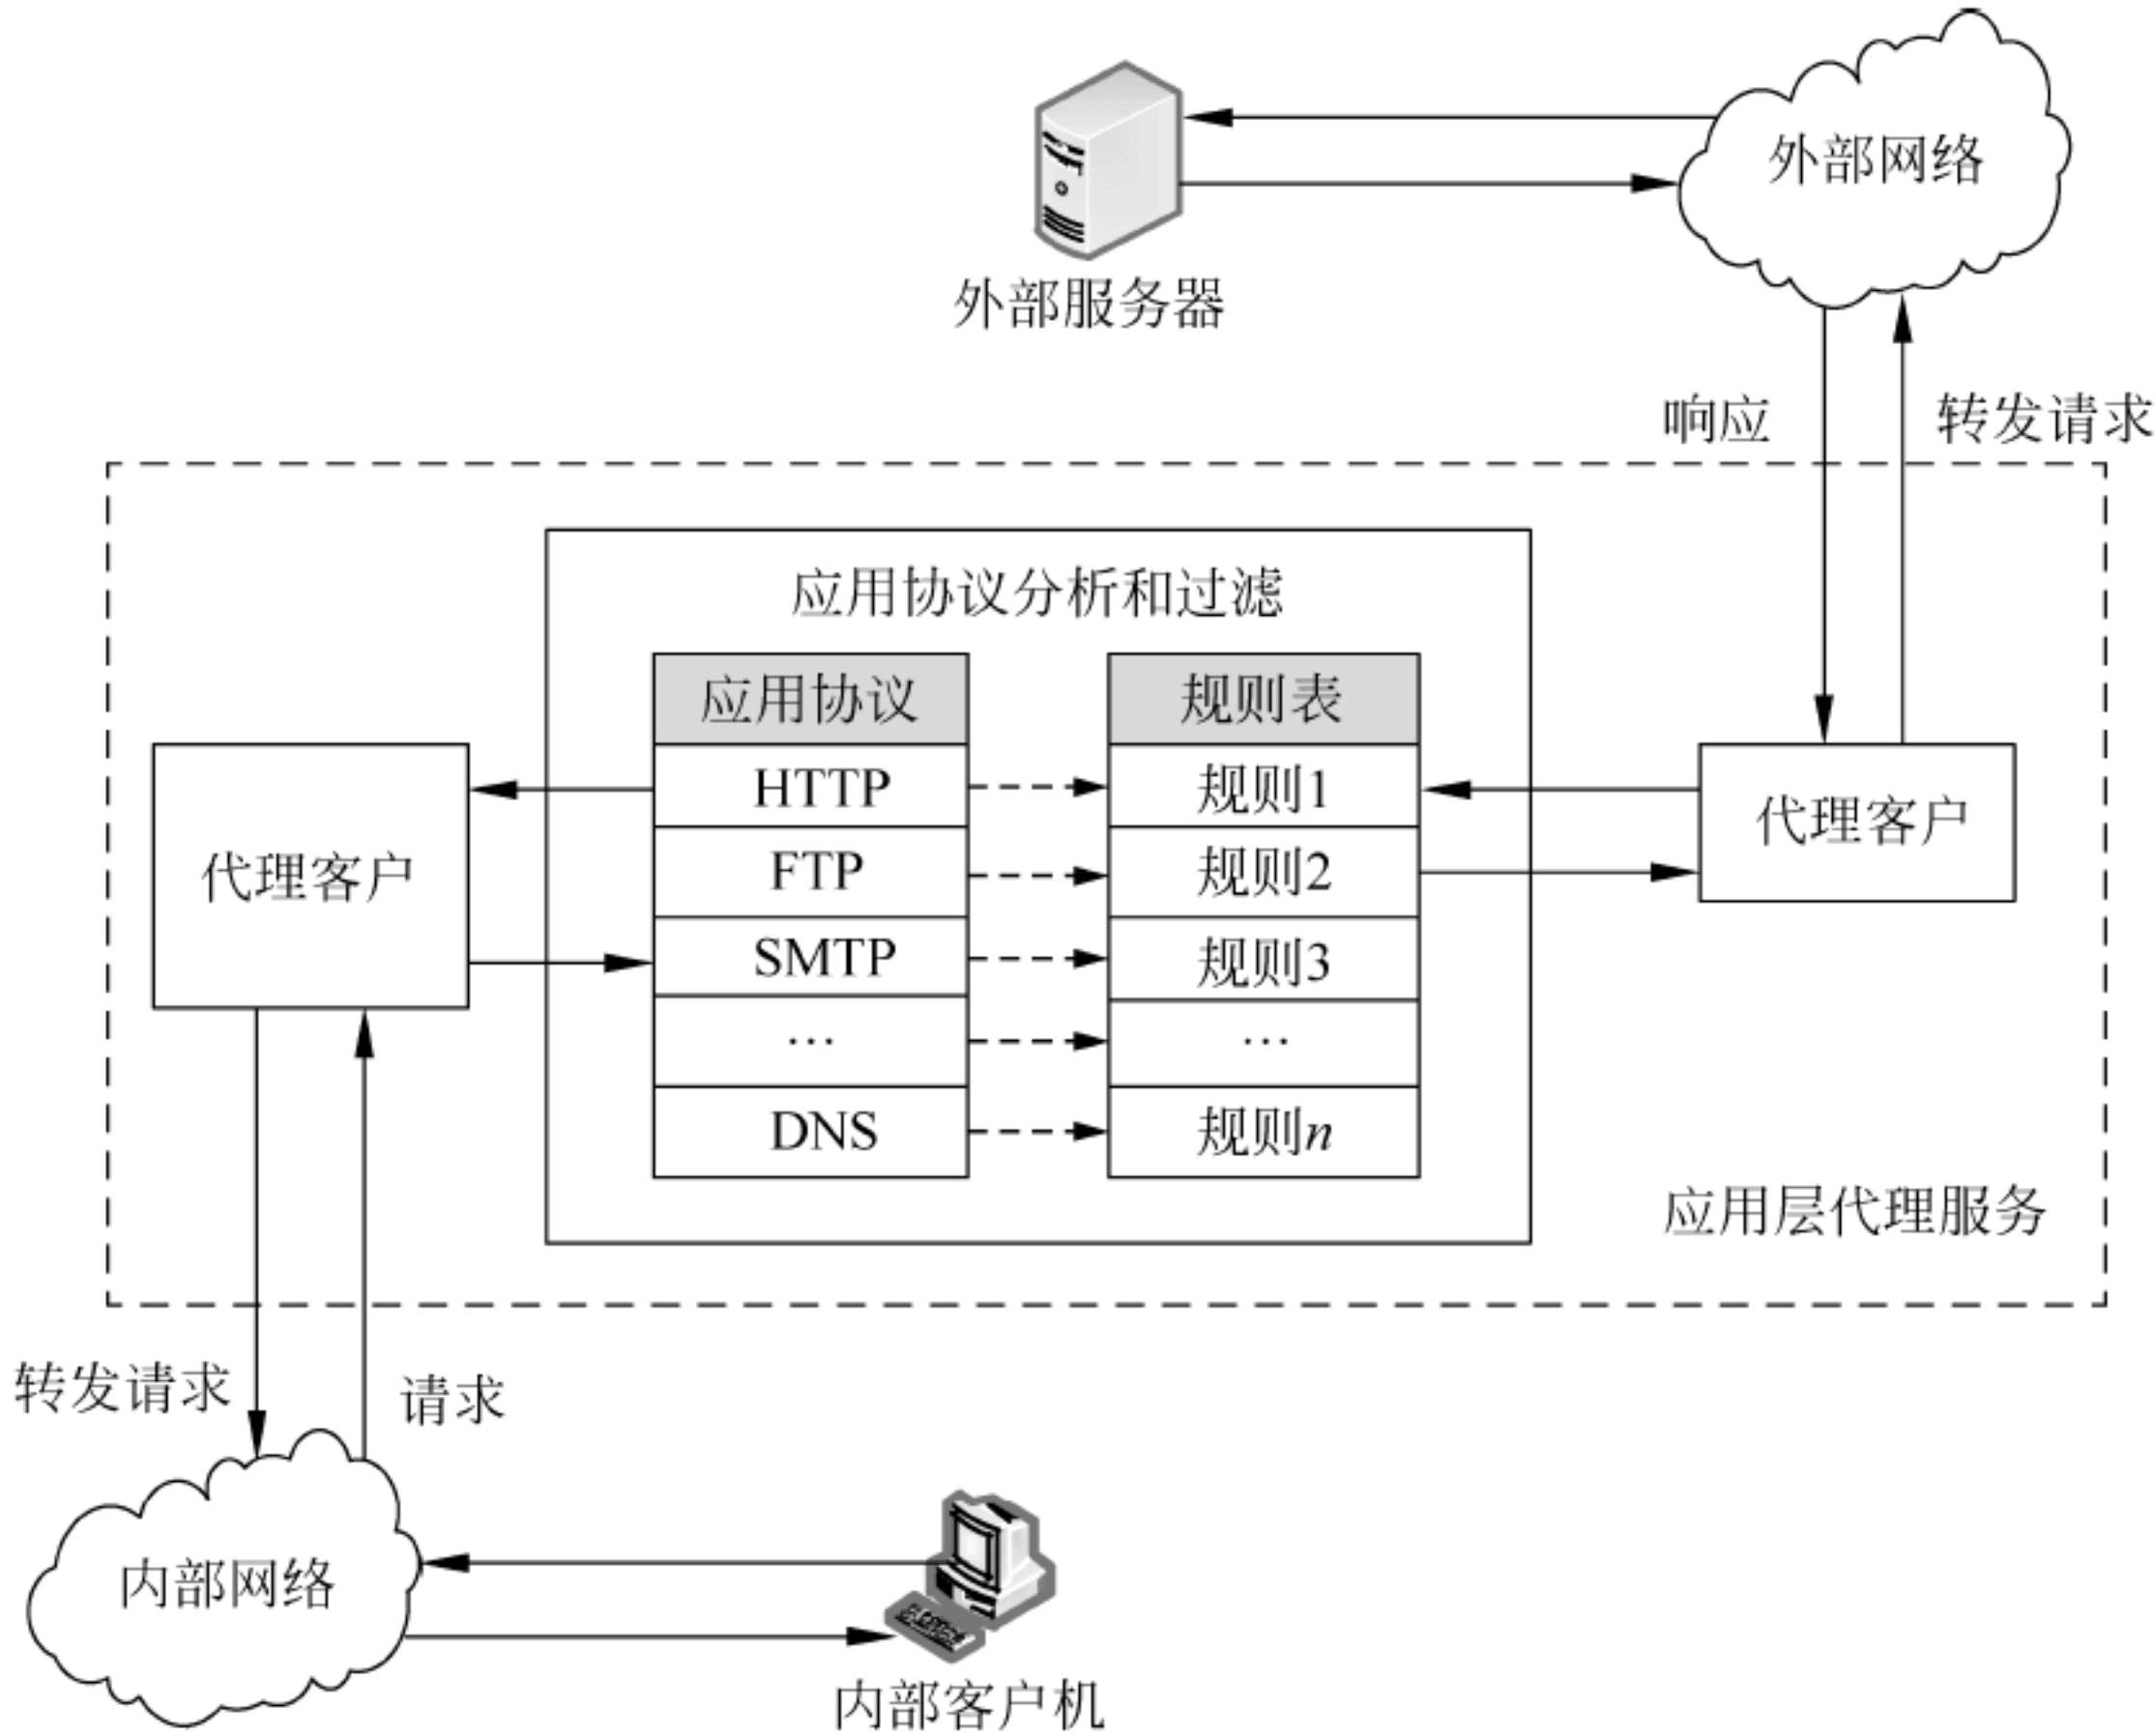 外部网络
外部服务器
响应
转发请求
应用协议分析和过滤
应用协议
规则表
HTTP
规则1
FTP
规则2
SMTP
规则3
…
…
DNS
规则n
代理客户
代理客户
应用层代理服务
转发请求
请求
内部网络
内部客户机